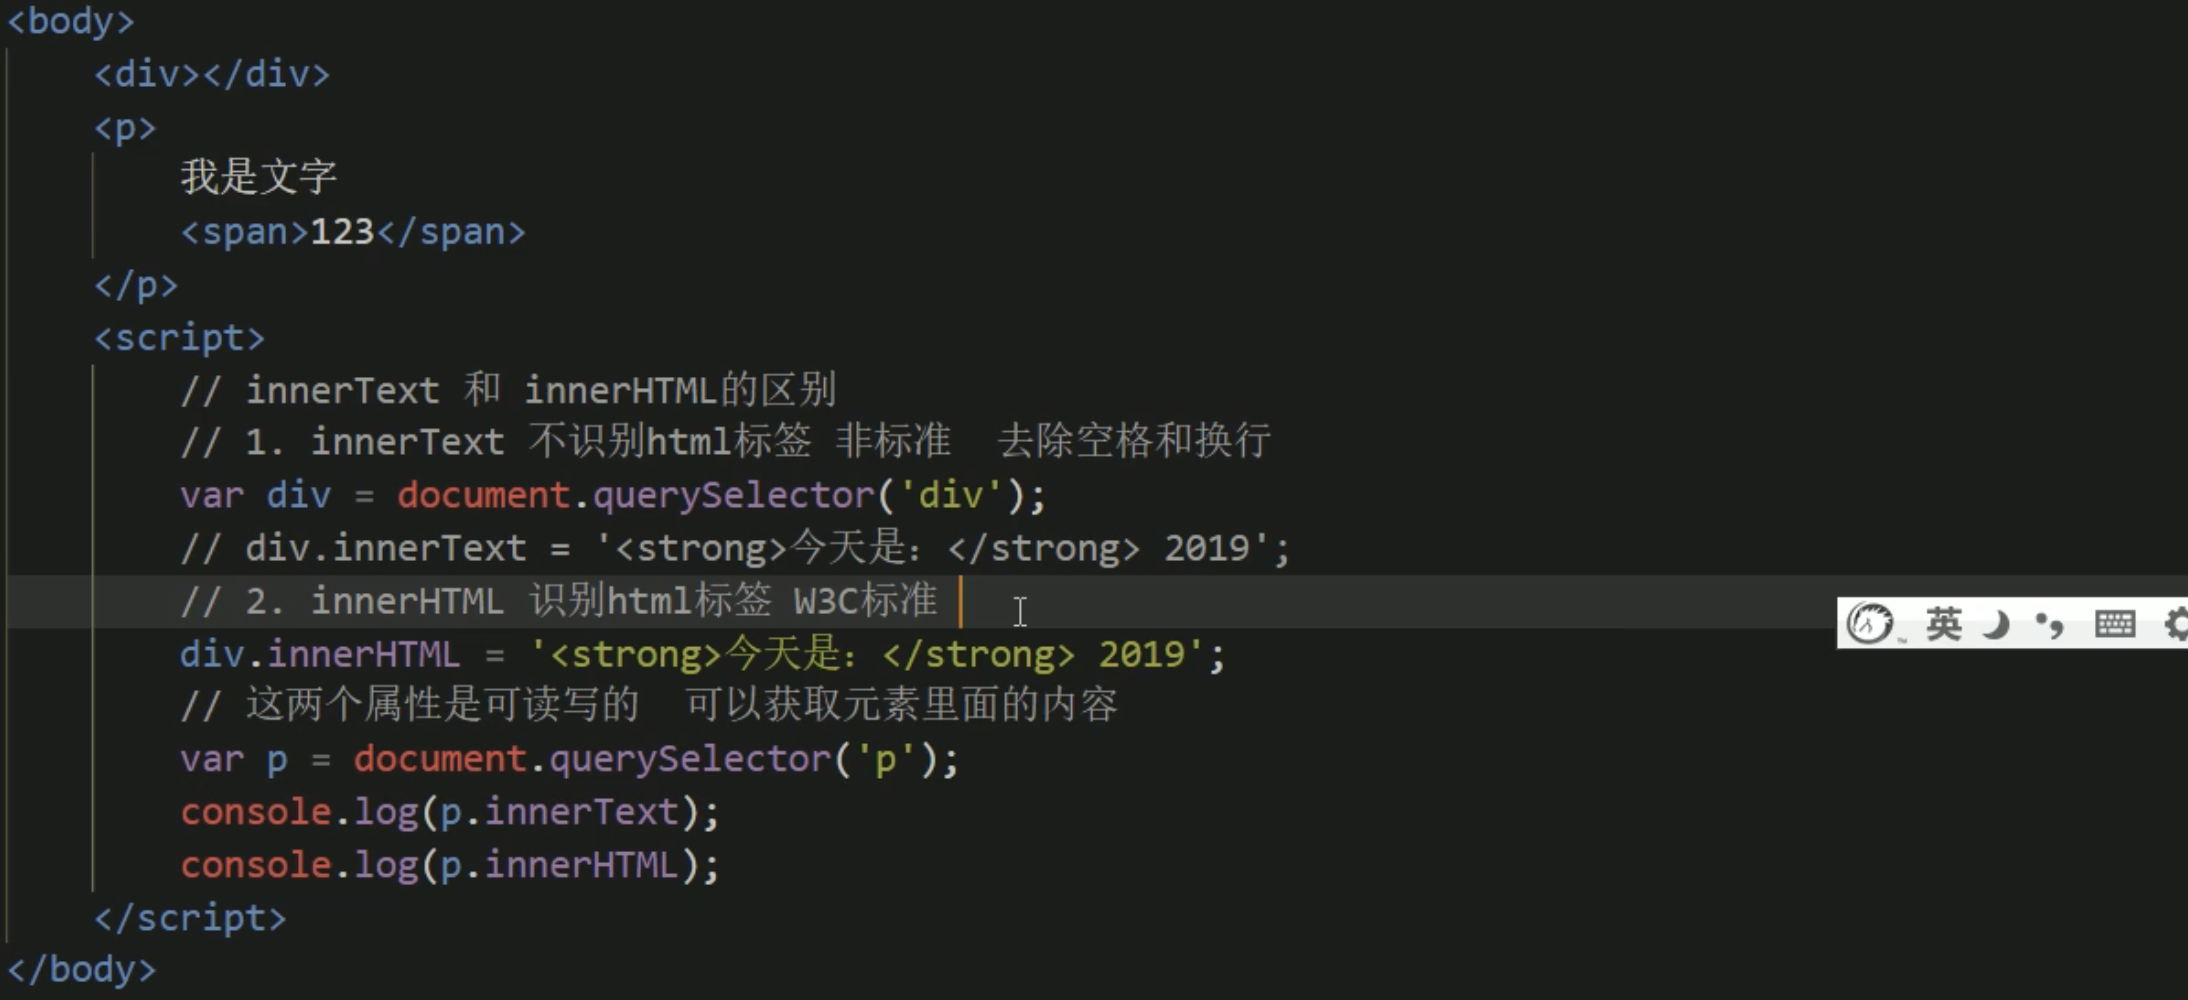 <body>
<div></div>
<p>
我是文字
<span>123</span>
</p>
<script>
// innerText 和 innerHTML的区别
// 1. innerText 不识别html标签 非标准  去除空格和换行
var div = document.querySelector('div');
// div.innerText = '<strong>今天是：</strong> 2019';
// 2. innerHTML 识别html标签 W3C标准
英
div.innerHTML = '<strong>今天是：</strong> 2019';
// 这两个属性是可读写的  可以获取元素里面的内容
var p = document.querySelector('p');
console.log(p.innerText);
console.log(p.innerHTML);
</script>
</body>